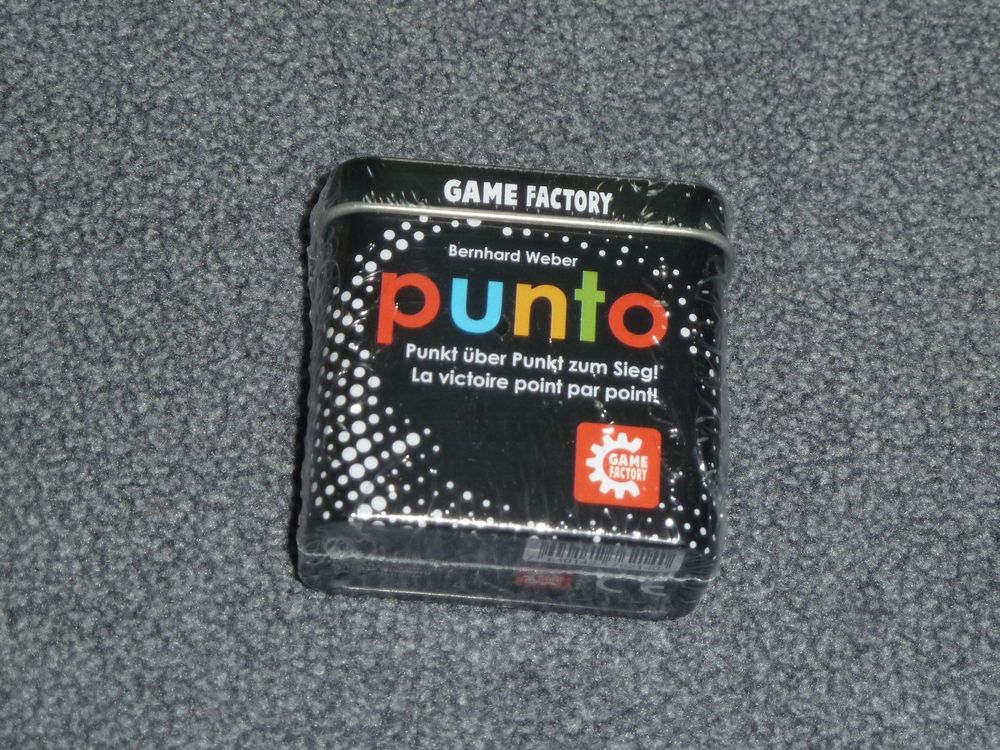 GAME FACTORY
Bernhard Weber
punto
Punkt über Punkt zum Sieg!
La victoire point par point!
GAME
FACTORY